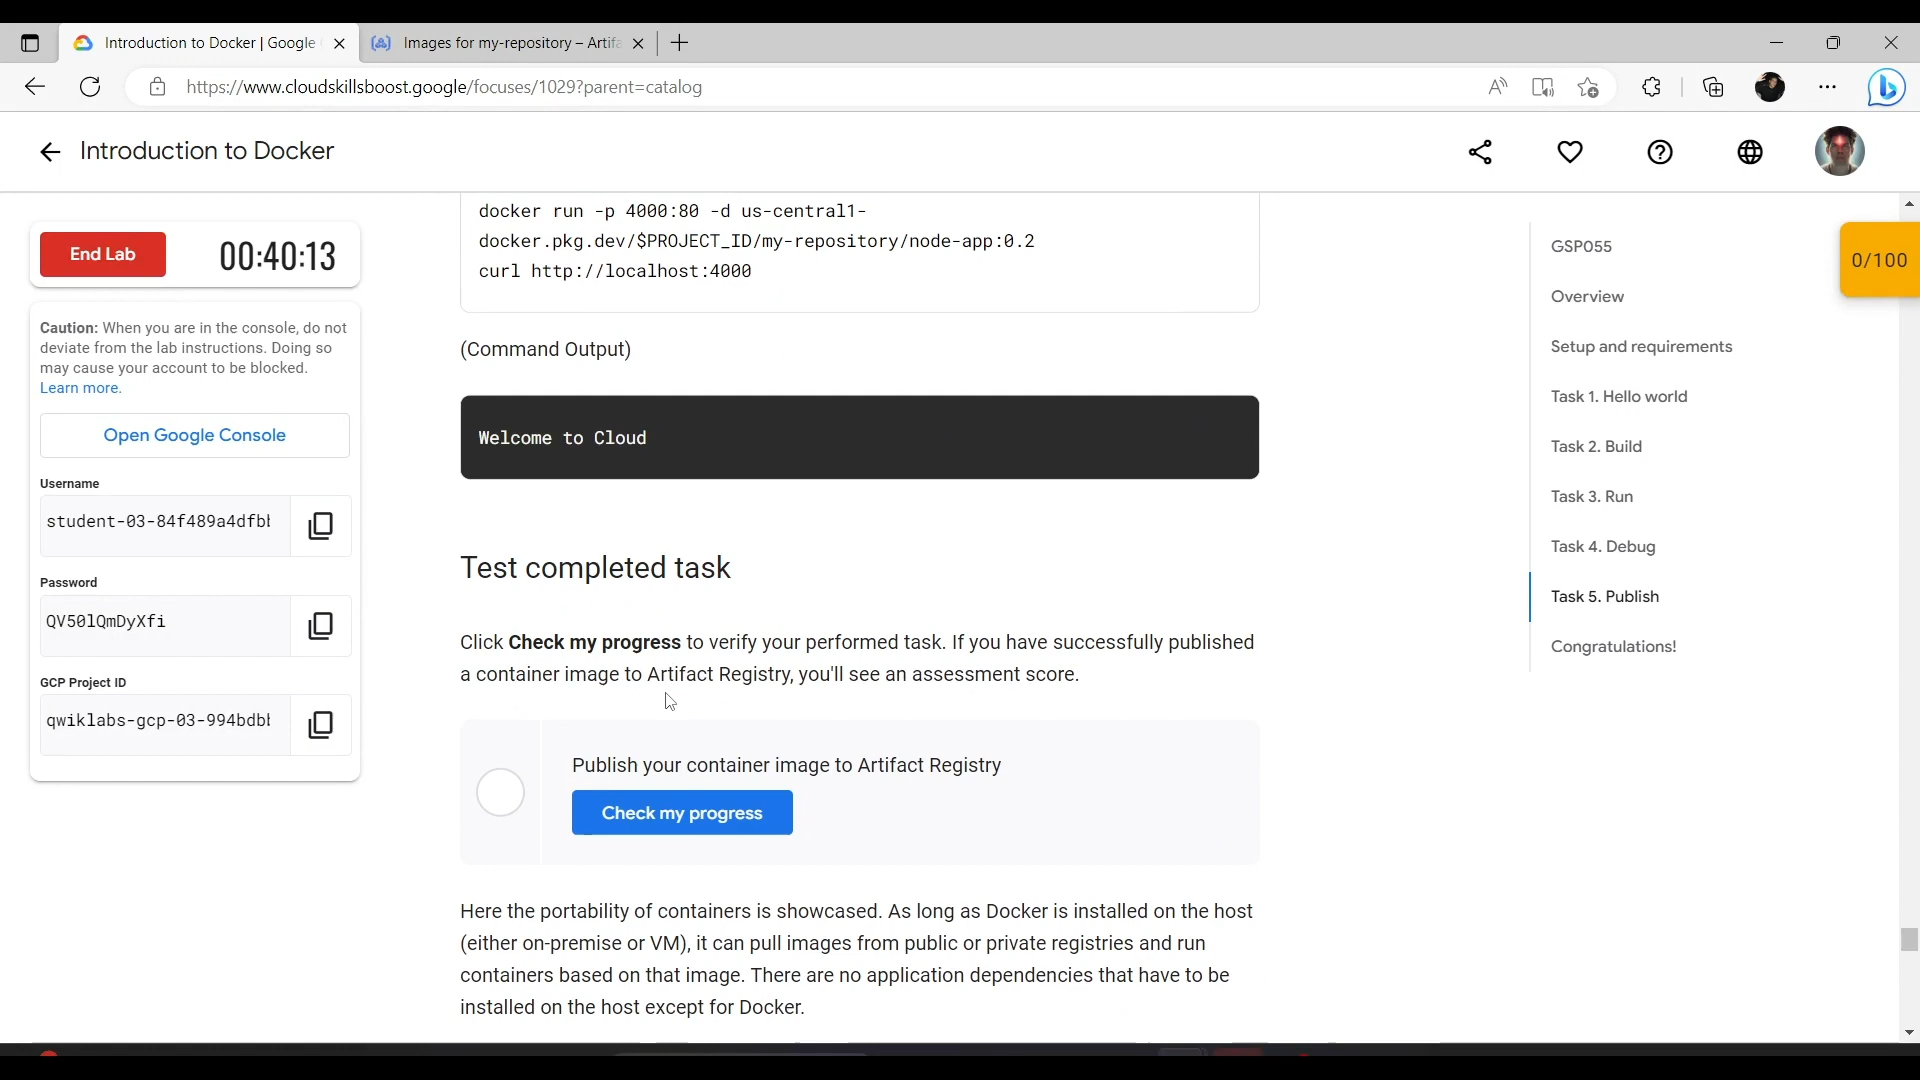 Introduction to Docker | Google
Images for my-repository – Artifa
https://www.cloudskillsboost.google/focuses/1029?parent=catalog
Introduction to Docker
End Lab
00:40:13
Caution: When you are in the console, do not
deviate from the lab instructions. Doing so
may cause your account to be blocked.
Learn more.
Open Google Console
Username
student-03-84f489a4dfb
Password
QV50lQmDyXfi
GCP Project ID
qwiklabs-gcp-03-994bdb
docker run -p 4000:80 -d us-central1-
docker.pkg.dev/$PROJECT_ID/my-repository/node-app:0.2
curl http://localhost:4000
(Command Output)
Welcome to Cloud
Test completed task
Click Check my progress to verify your performed task. If you have successfully published
a container image to Artifact Registry, you'll see an assessment score.
Publish your container image to Artifact Registry
Check my progress
Here the portability of containers is showcased. As long as Docker is installed on the host
(either on-premise or VM), it can pull images from public or private registries and run
containers based on that image. There are no application dependencies that have to be
installed on the host except for Docker.
GSP055
Overview
Setup and requirements
Task 1. Hello world
Task 2. Build
Task 3. Run
Task 4. Debug
Task 5. Publish
Congratulations!
0/100